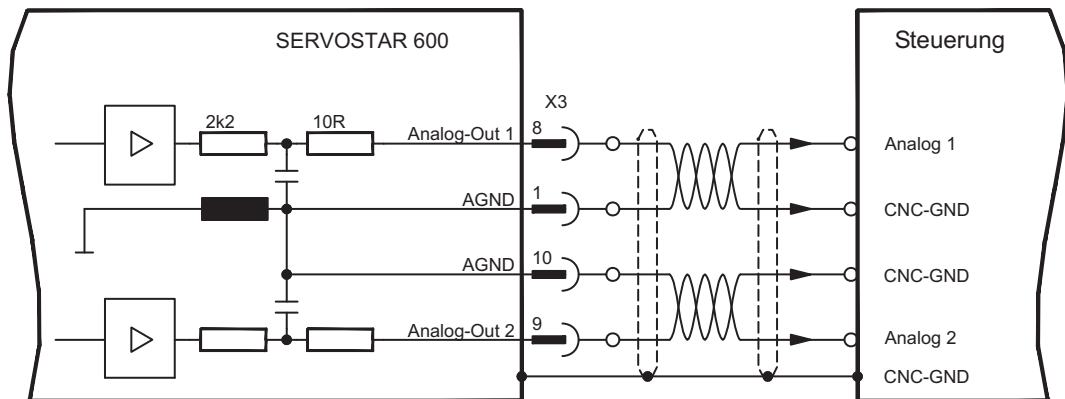 SERVOSTAR 600
Steuerung
X3
2k2
10R
Analog-Out 1
8
Analog 1
AGND
1
CNC-GND
AGND
10
CNC-GND
Analog-Out 2
9
Analog 2
CNC-GND